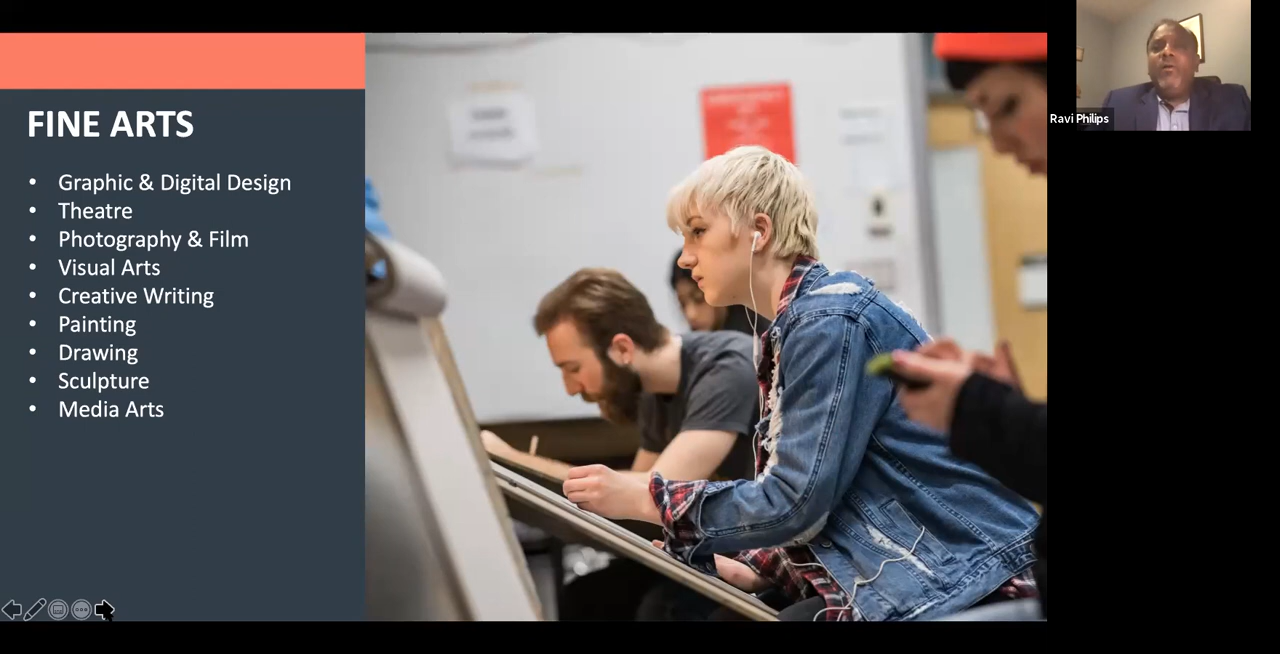 FINE ARTS
• Graphic & Digital Design
• Theatre
• Photography & Film
• Visual Arts
• Creative Writing
• Painting
• Drawing
• Sculpture
• Media Arts
Ravi Philips